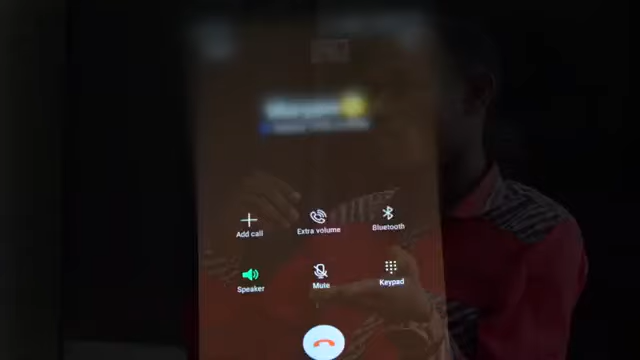 Add call
Extra volume
Bluetooth
Speaker
Mute
Keypad